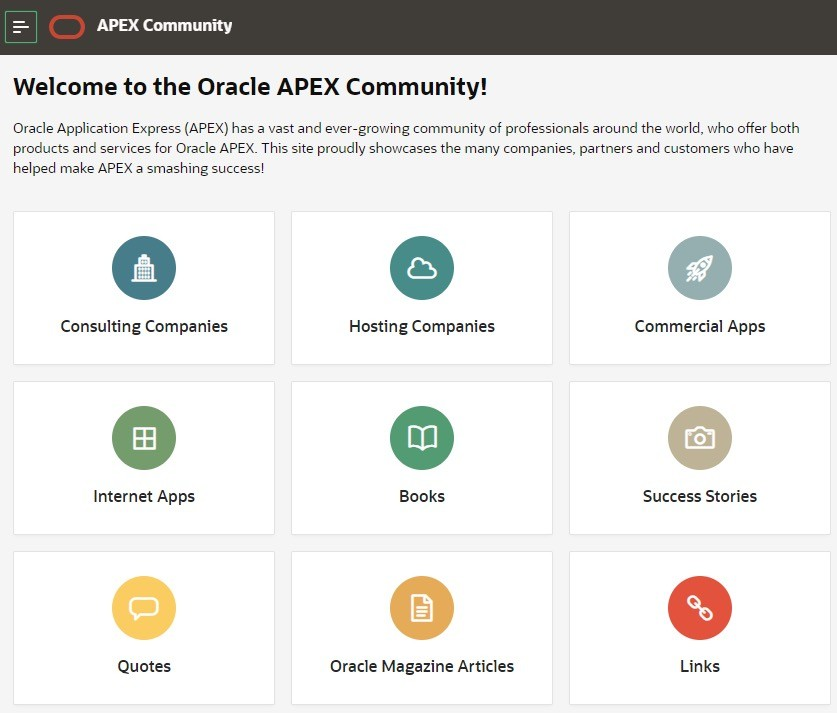 APEX Community
Welcome to the Oracle APEX Community!
Oracle Application Express (APEX) has a vast and ever-growing community of professionals around the world, who offer both
products and services for Oracle APEX. This site proudly showcases the many companies, partners and customers who have
helped make APEX a smashing success!
Consulting Companies
Hosting Companies
Commercial Apps
Internet Apps
Books
Success Stories
Quotes
Oracle Magazine Articles
Links